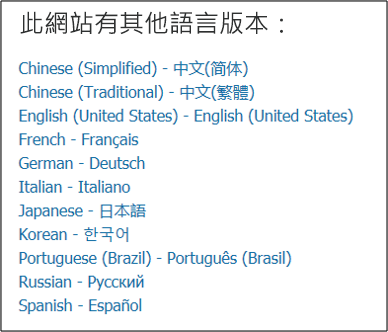 此網站有其他語言版本：
Chinese (Simplified) - 中文(简体)
Chinese (Traditional) - 中文(繁體)
English (United States) - English (United States)
French - Français
German - Deutsch
Italian - Italiano
Japanese - 日本語
Korean - 한국어
Portuguese (Brazil) - Português (Brasil)
Russian - Русский
Spanish - Español